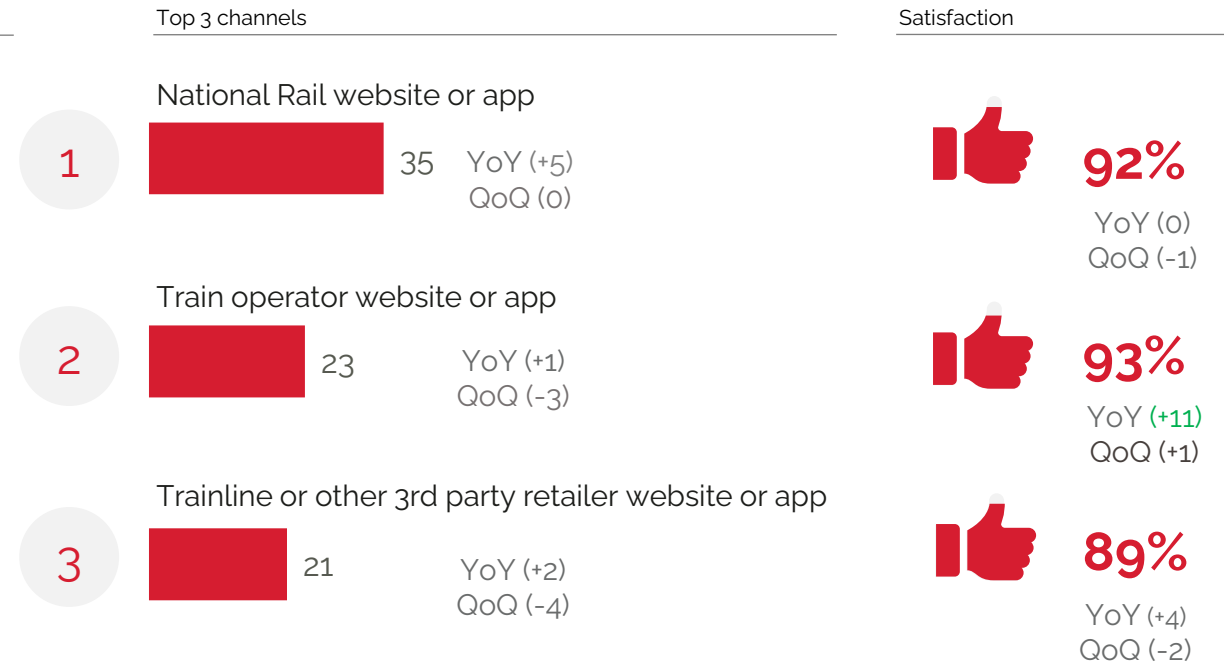 Top 3 channels
Satisfaction
1
National Rail website or app
35
YoY (+5)
QoQ (0)
92%
YoY (0)
QoQ (-1)
2
Train operator website or app
23
YoY (+1)
QoQ (-3)
93%
YoY (+11)
QoQ (+1)
3
Trainline or other 3rd party retailer website or app
21
YoY (+2)
QoQ (-4)
89%
YoY (+4)
QoQ (-2)